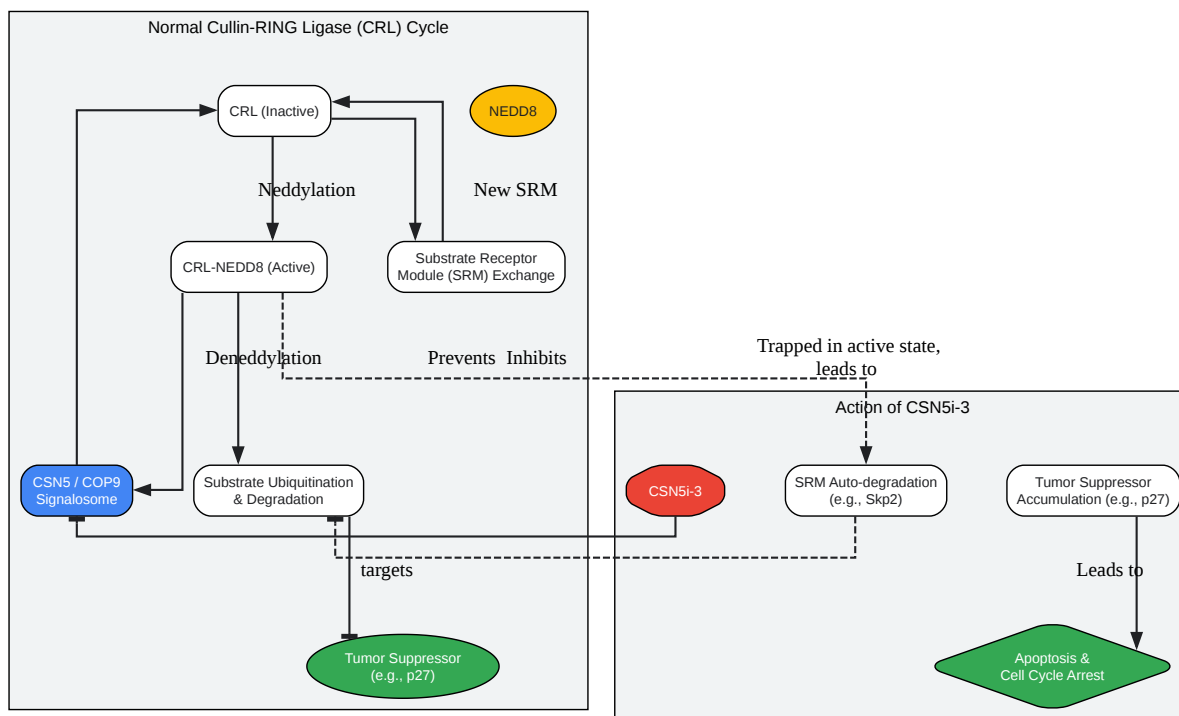 Normal Cullin-RING Ligase (CRL) Cycle
CRL (Inactive)
NEDD8
Neddylation
New SRM
CRL-NEDD8 (Active)
Substrate Receptor
Module (SRM) Exchange
Deneddylation
Prevents
Inhibits
Trapped in active state,
leads to
Action of CSN5i-3
CSN5 / COP9
Signalosome
Substrate Ubiquitination
& Degradation
CSN5i-3
SRM Auto-degradation
(e.g., Skp2)
Tumor Suppressor
Accumulation (e.g., p27)
targets
Leads to
Tumor Suppressor
(e.g., p27)
Apoptosis &
Cell Cycle Arrest